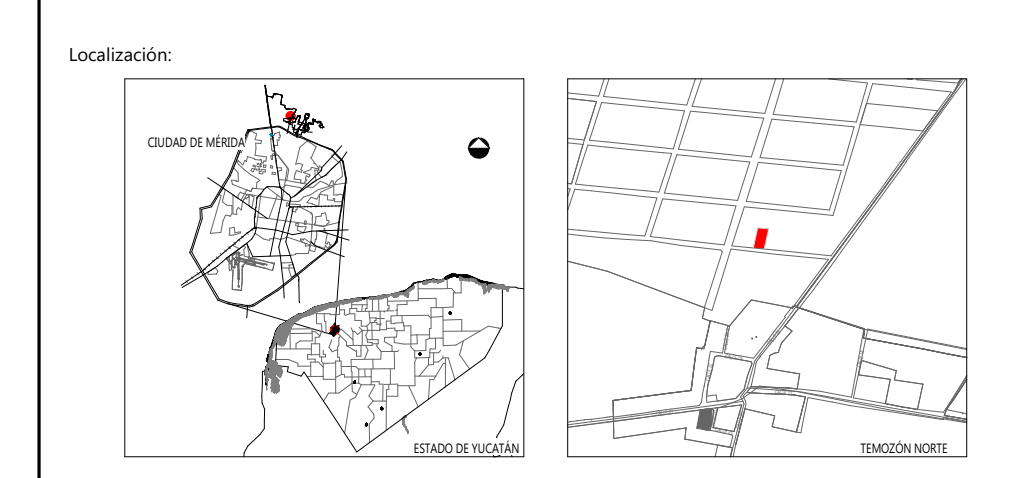 Localización:
CIUDAD DE MÉRIDA
ESTADO DE YUCATÁN
TEMOZÓN NORTE